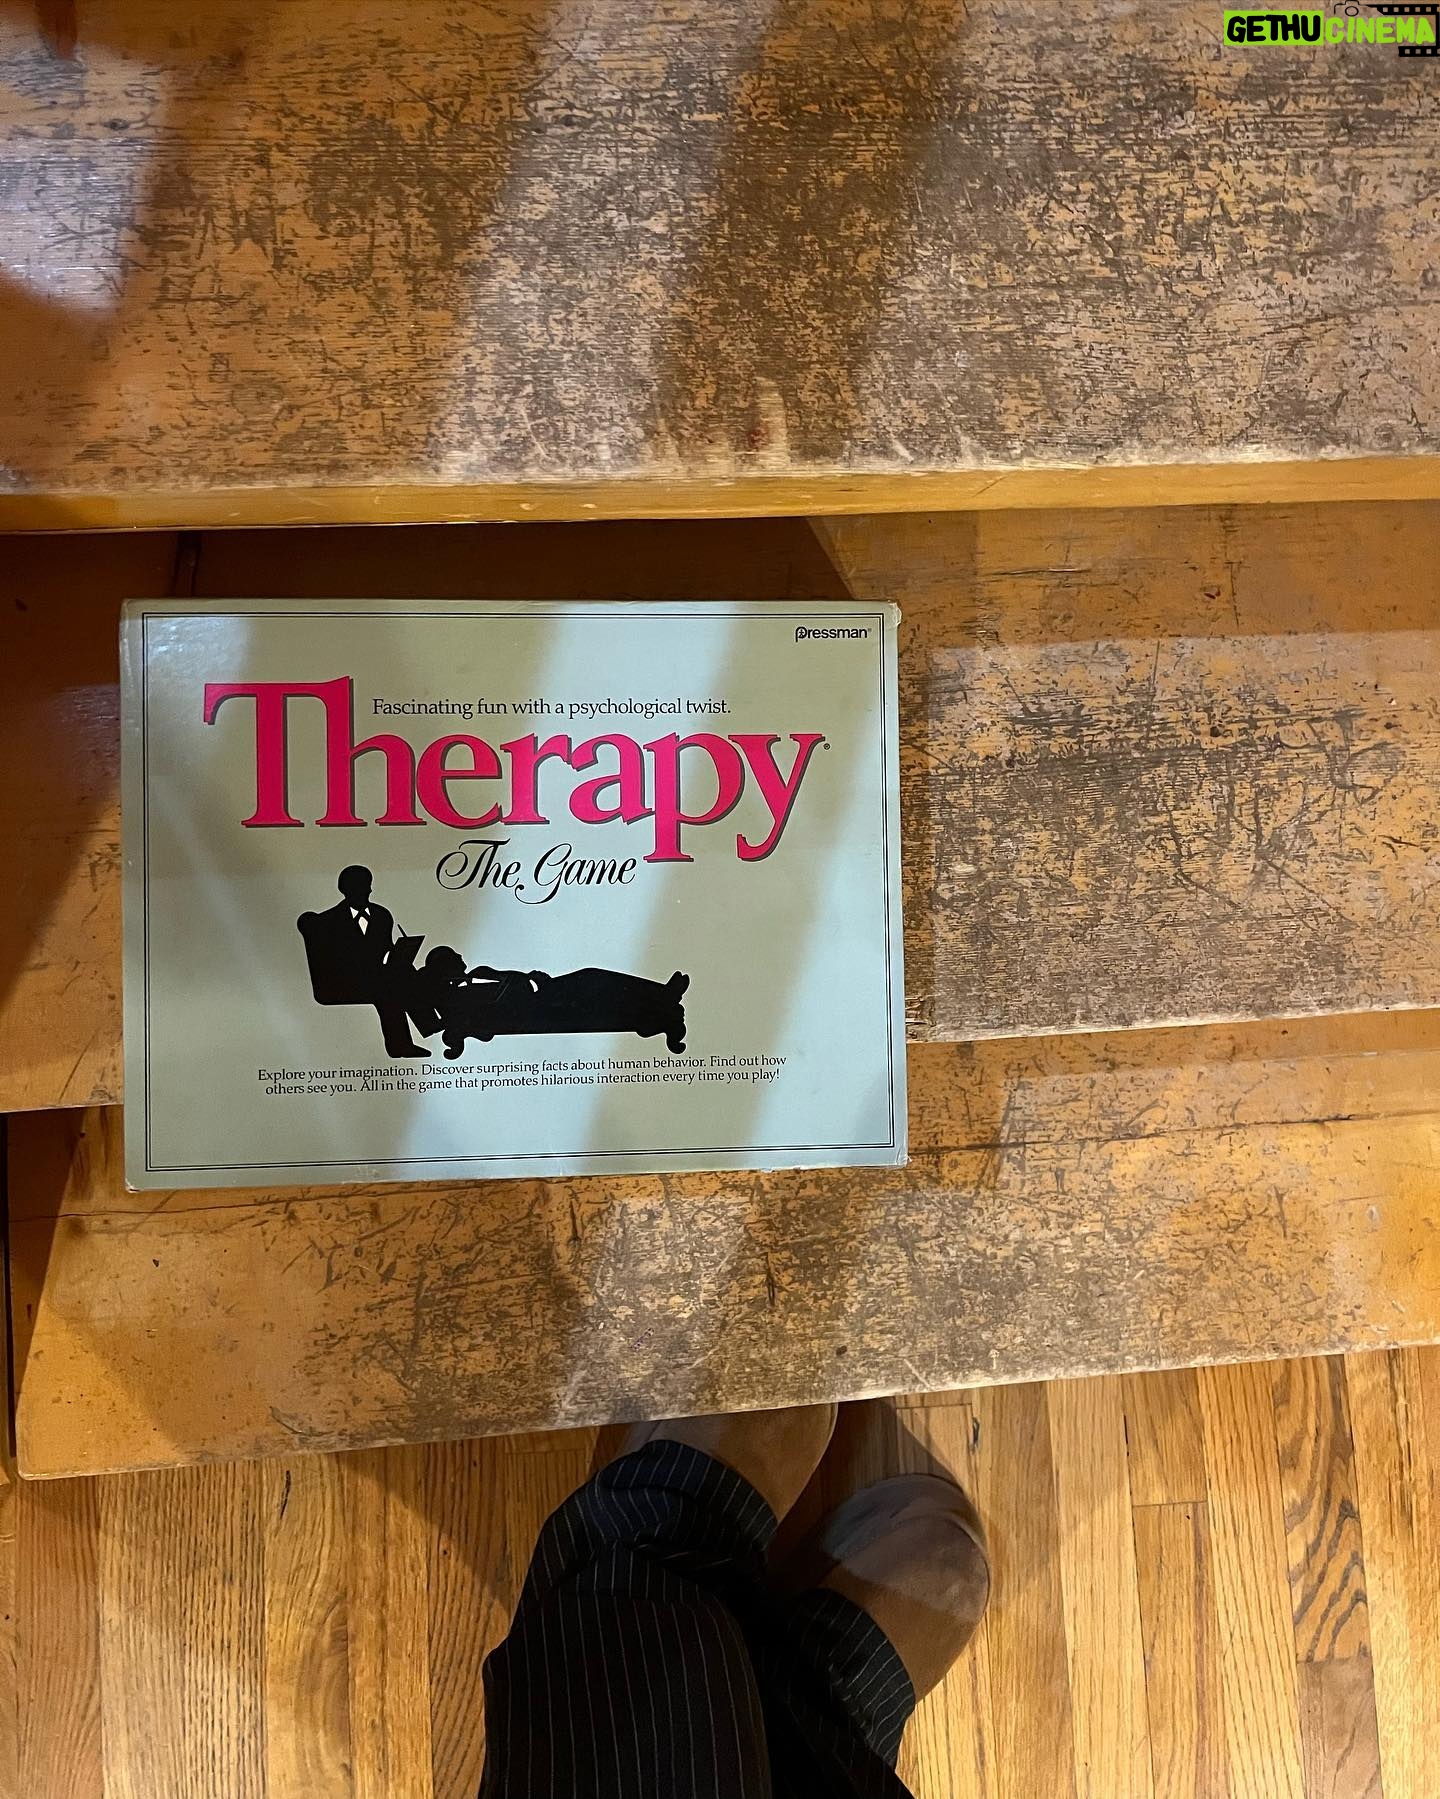 GETHU CINEMA
Pressman®
Fascinating fun with a psychological twist.
Therapy®
The Game
Explore your imagination. Discover surprising facts about human behavior. Find out how
others see you. All in the game that promotes hilarious interaction every time you play!